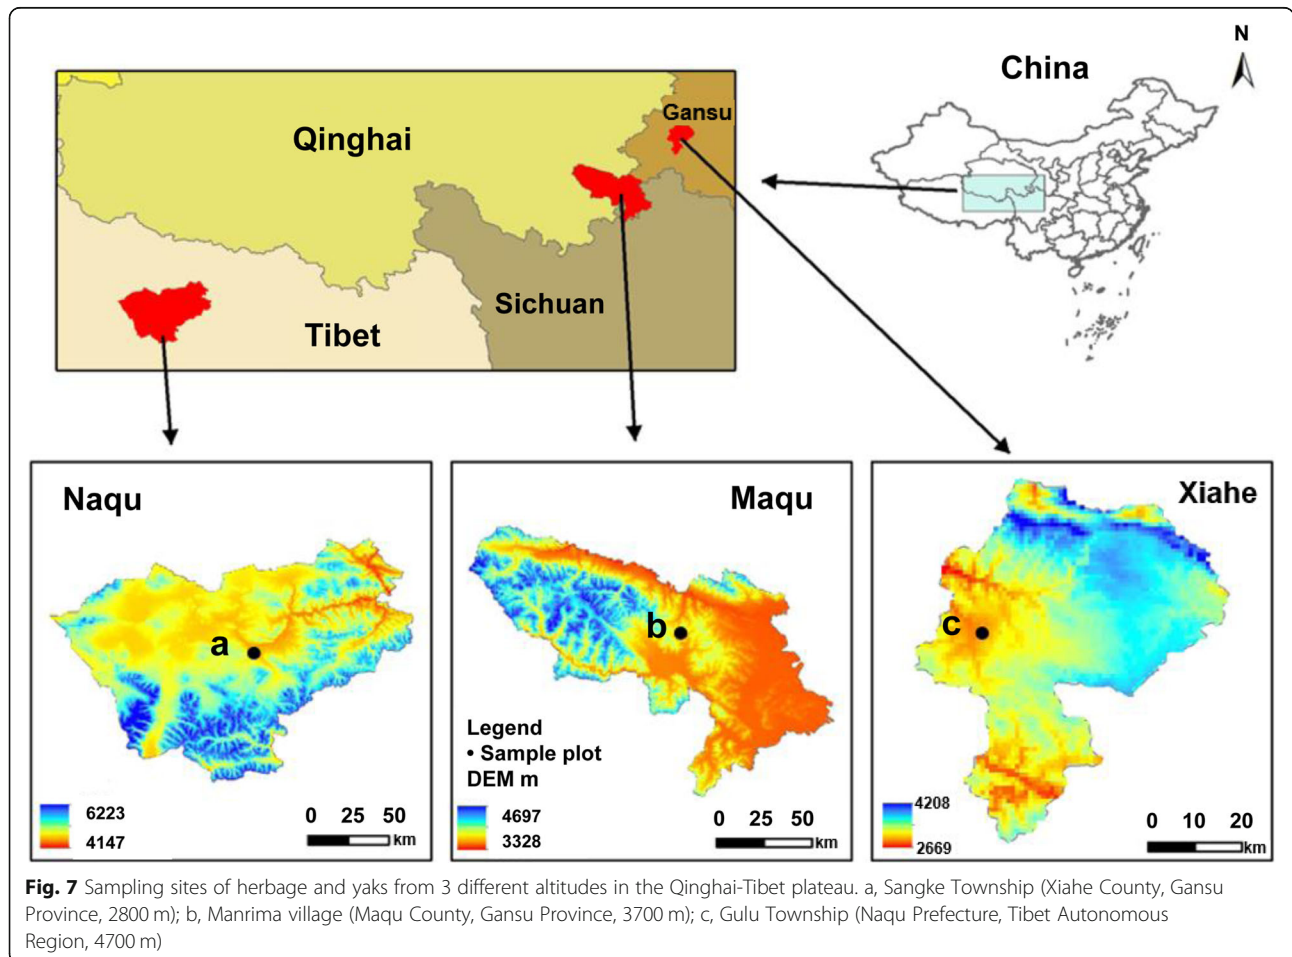 N
China
Gansu
Qinghai
Sichuan
Tibet
Naqu
a
6223
4147
0 25 50
km
Maqu
b
Legend
• Sample plot
DEM m
4697
3328
0 25 50
km
Xiahe
c
4208
2669
0 10 20
km
Fig. 7 Sampling sites of herbage and yaks from 3 different altitudes in the Qinghai-Tibet plateau. a, Sangke Township (Xiahe County, Gansu
Province, 2800 m); b, Manrima village (Maqu County, Gansu Province, 3700 m); c, Gulu Township (Naqu Prefecture, Tibet Autonomous
Region, 4700 m)